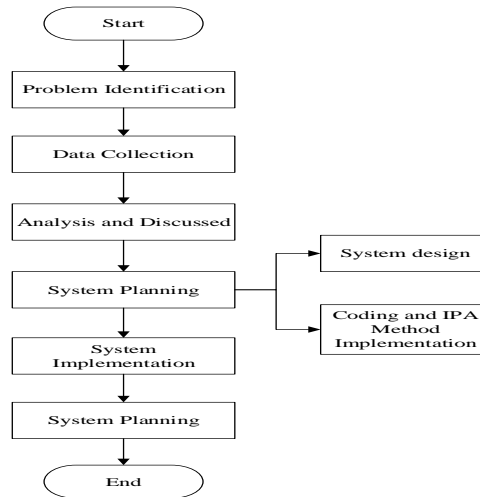 Start
Problem Identification
Data Collection
Analysis and Discussed
System Planning
System design
Coding and IPA
Method
Implementation
System
Implementation
System Planning
End